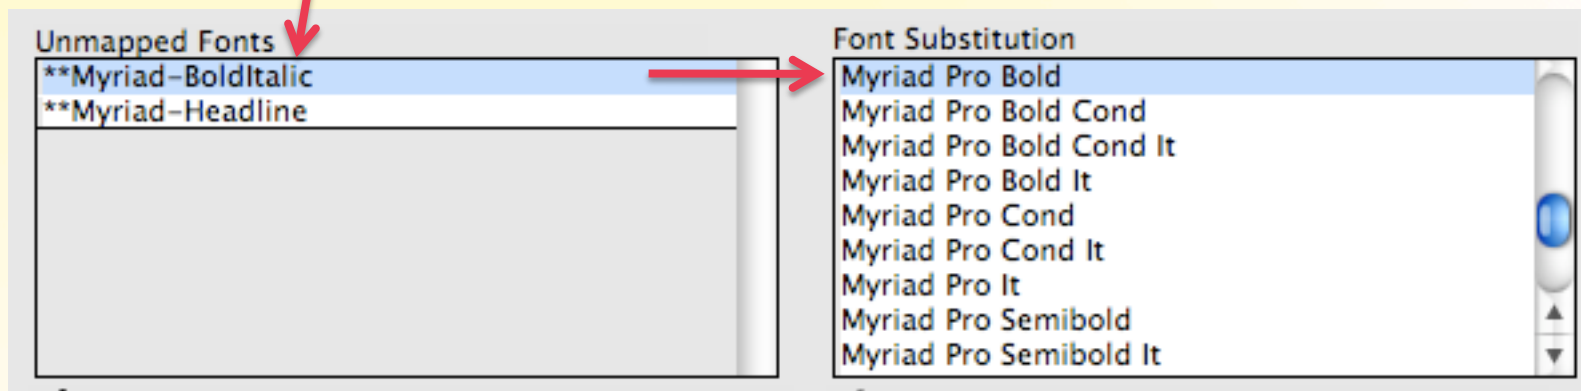 Unmapped Fonts
**Myriad-BoldItalic
**Myriad-Headline
Font Substitution
Myriad Pro Bold
Myriad Pro Bold Cond
Myriad Pro Bold Cond It
Myriad Pro Bold It
Myriad Pro Cond
Myriad Pro Cond It
Myriad Pro It
Myriad Pro Semibold
Myriad Pro Semibold It